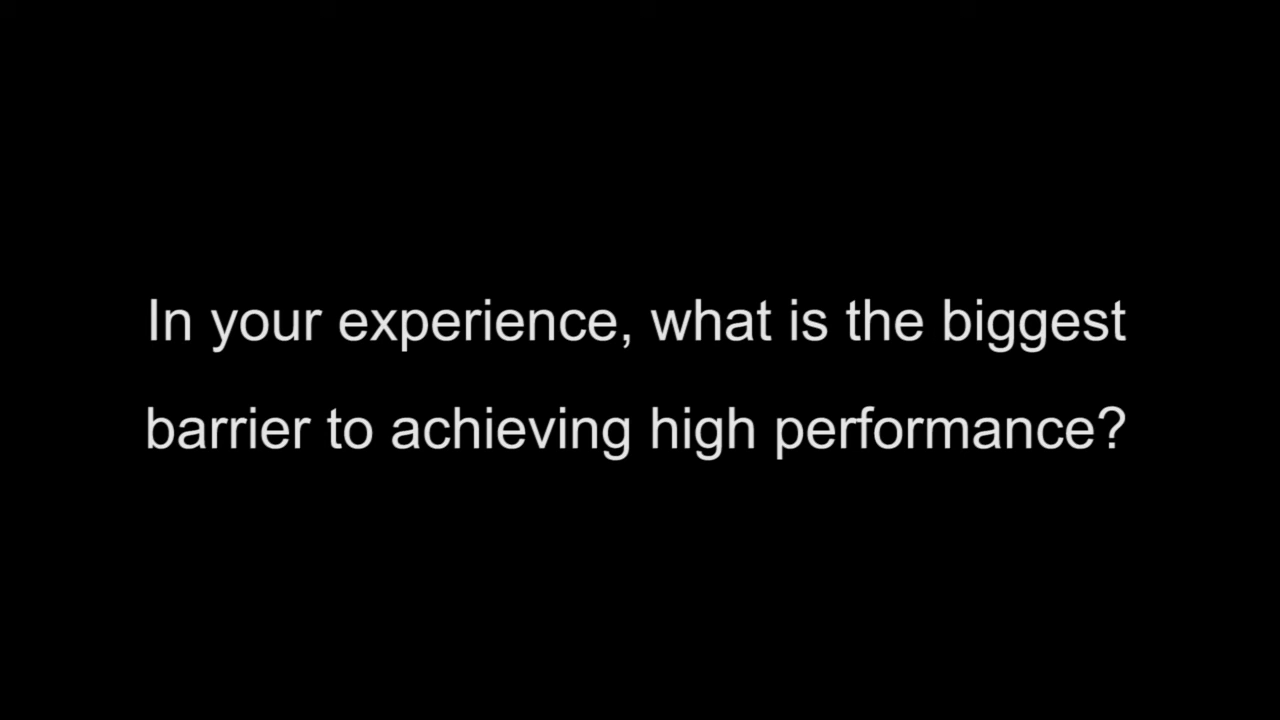 In your experience, what is the biggest
barrier to achieving high performance?